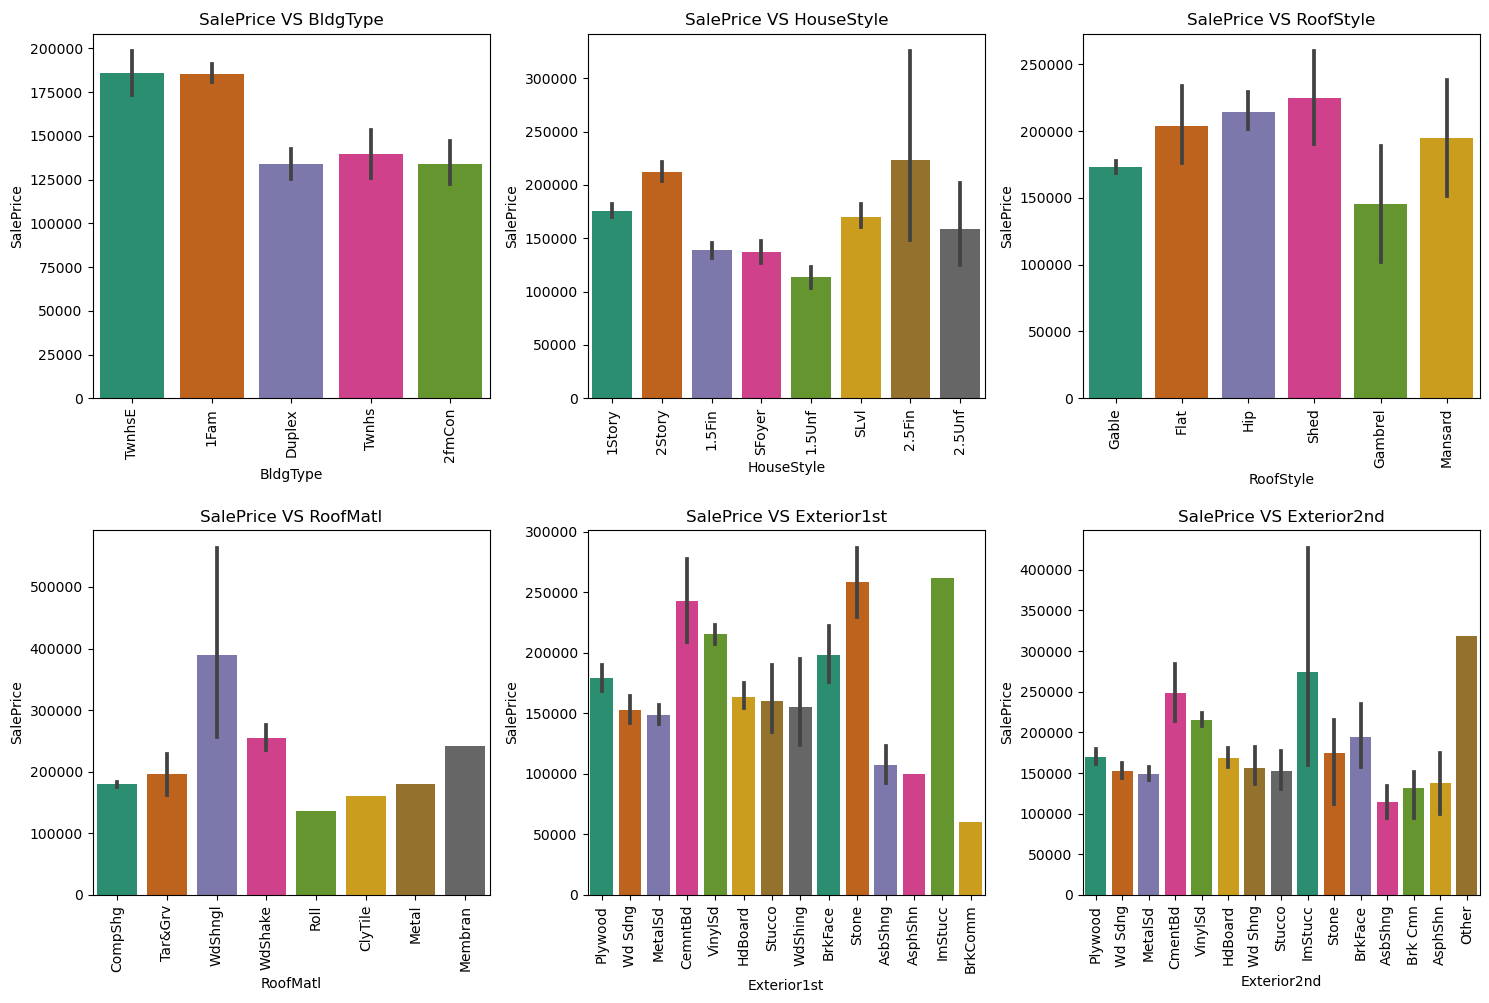 SalePrice VS BldgType
SalePrice
200000
175000
150000
125000
100000
75000
50000
25000
0
TwnhsE
1Fam
Duplex
Twnhs
2fmCon
BldgType
SalePrice VS HouseStyle
SalePrice
300000
250000
200000
150000
100000
50000
0
1Story
2Story
1.5Fin
SFoyer
1.5Unf
SLvl
2.5Fin
2.5Unf
HouseStyle
SalePrice VS RoofStyle
SalePrice
250000
200000
150000
100000
50000
0
Gable
Flat
Hip
Shed
Gambrel
Mansard
RoofStyle
SalePrice VS RoofMatl
SalePrice
500000
400000
300000
200000
100000
0
CompShg
Tar&Grv
WdShngl
WdShake
Roll
ClyTile
Metal
Membran
RoofMatl
SalePrice VS Exterior1st
SalePrice
300000
250000
200000
150000
100000
50000
0
Plywood
Wd Sdng
MetalSd
CemntBd
VinylSd
HdBoard
Stucco
WdShing
BrkFace
Stone
AsbShng
AsphShn
ImStucc
BrkComm
Exterior1st
SalePrice VS Exterior2nd
SalePrice
400000
350000
300000
250000
200000
150000
100000
50000
0
Plywood
Wd Sdng
MetalSd
CmentBd
VinylSd
HdBoard
Wd Shng
Stucco
ImStucc
Stone
BrkFace
AsbShng
Brk Cmn
AsphShn
Other
Exterior2nd